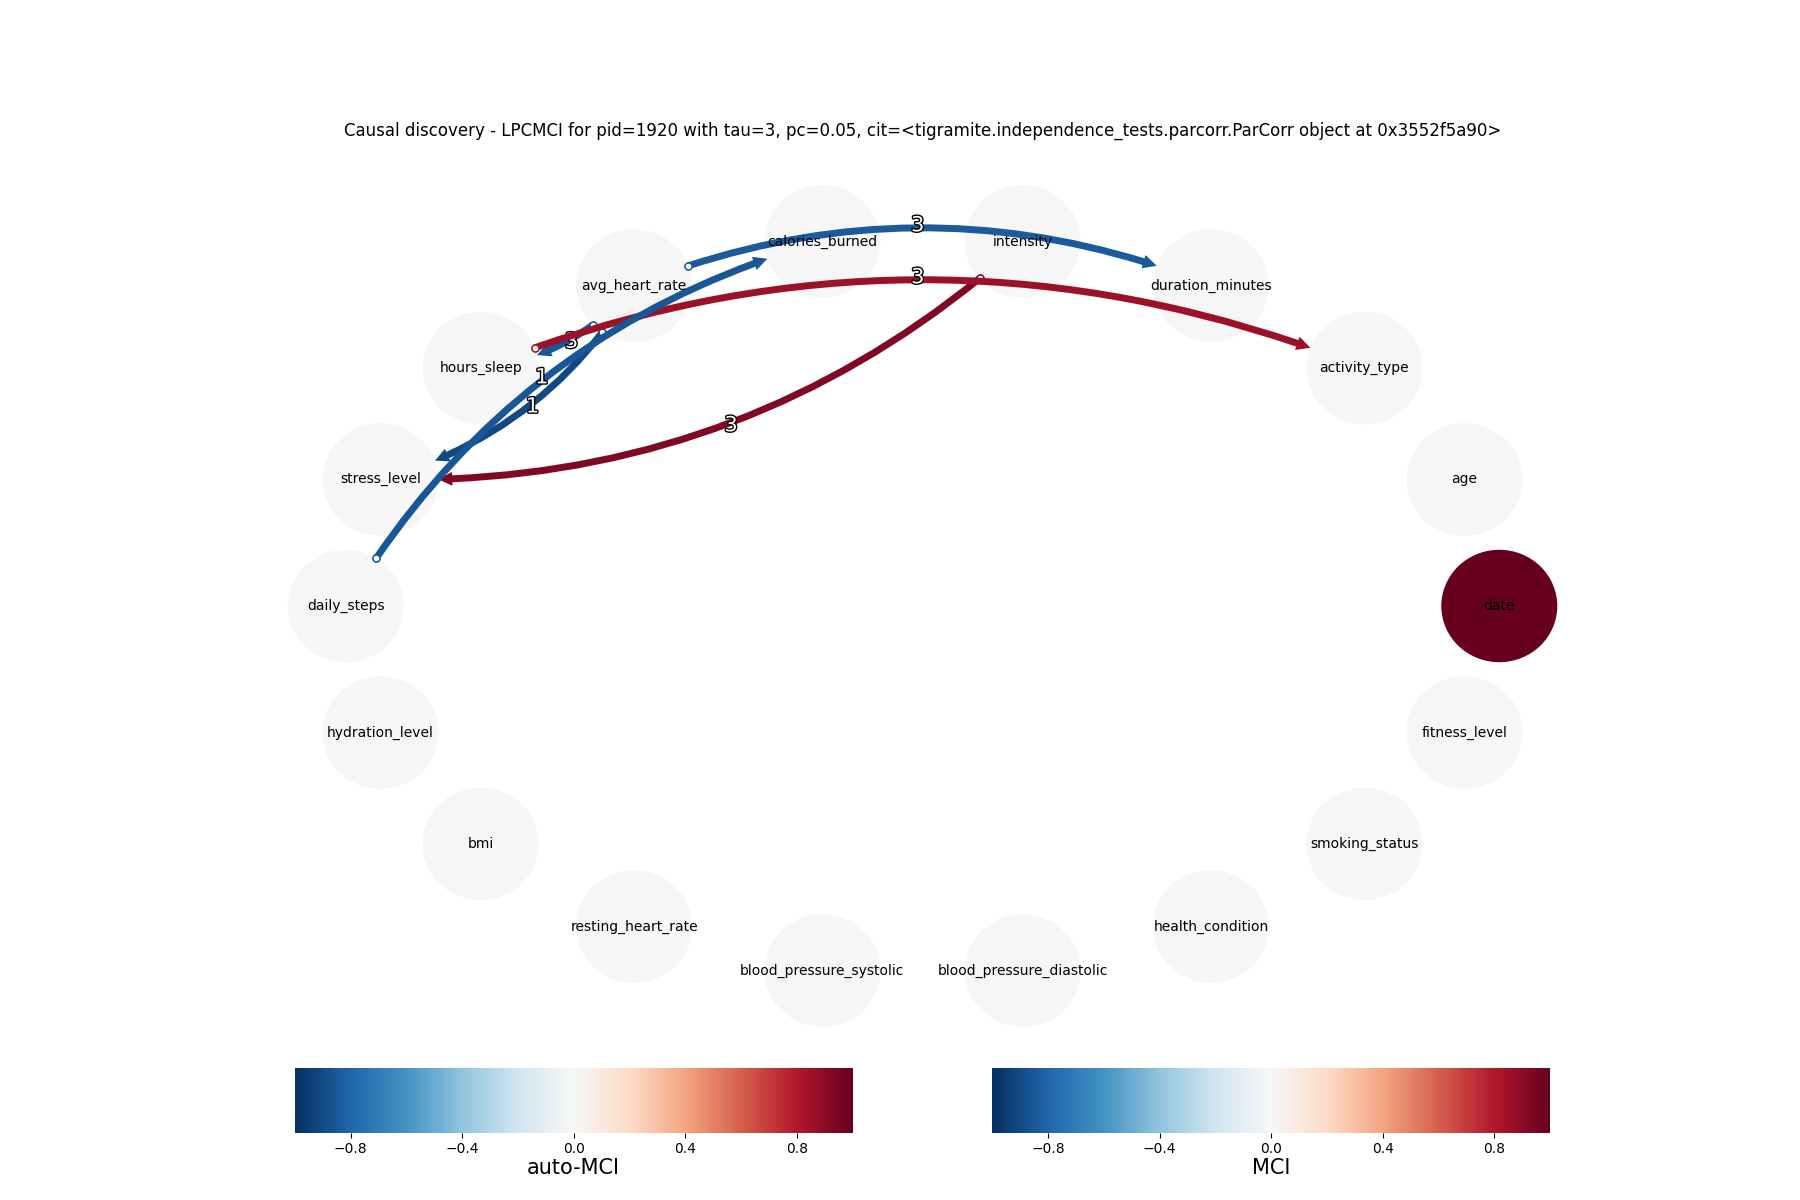 Causal discovery - LPCMCI for pid=1920 with tau=3, pc=0.05, cit=<tigramite.independence_tests.parcorr.ParCorr object at 0x3552f5a90>
3
calories_burned
intensity
3
avg_heart_rate
duration_minutes
3
hours_sleep
activity_type
1
1
3
stress_level
age
daily_steps
date
hydration_level
fitness_level
bmi
smoking_status
resting_heart_rate
health_condition
blood_pressure_systolic
blood_pressure_diastolic
−0.8 −0.4 0.0 0.4 0.8
auto-MCI
−0.8 −0.4 0.0 0.4 0.8
MCI